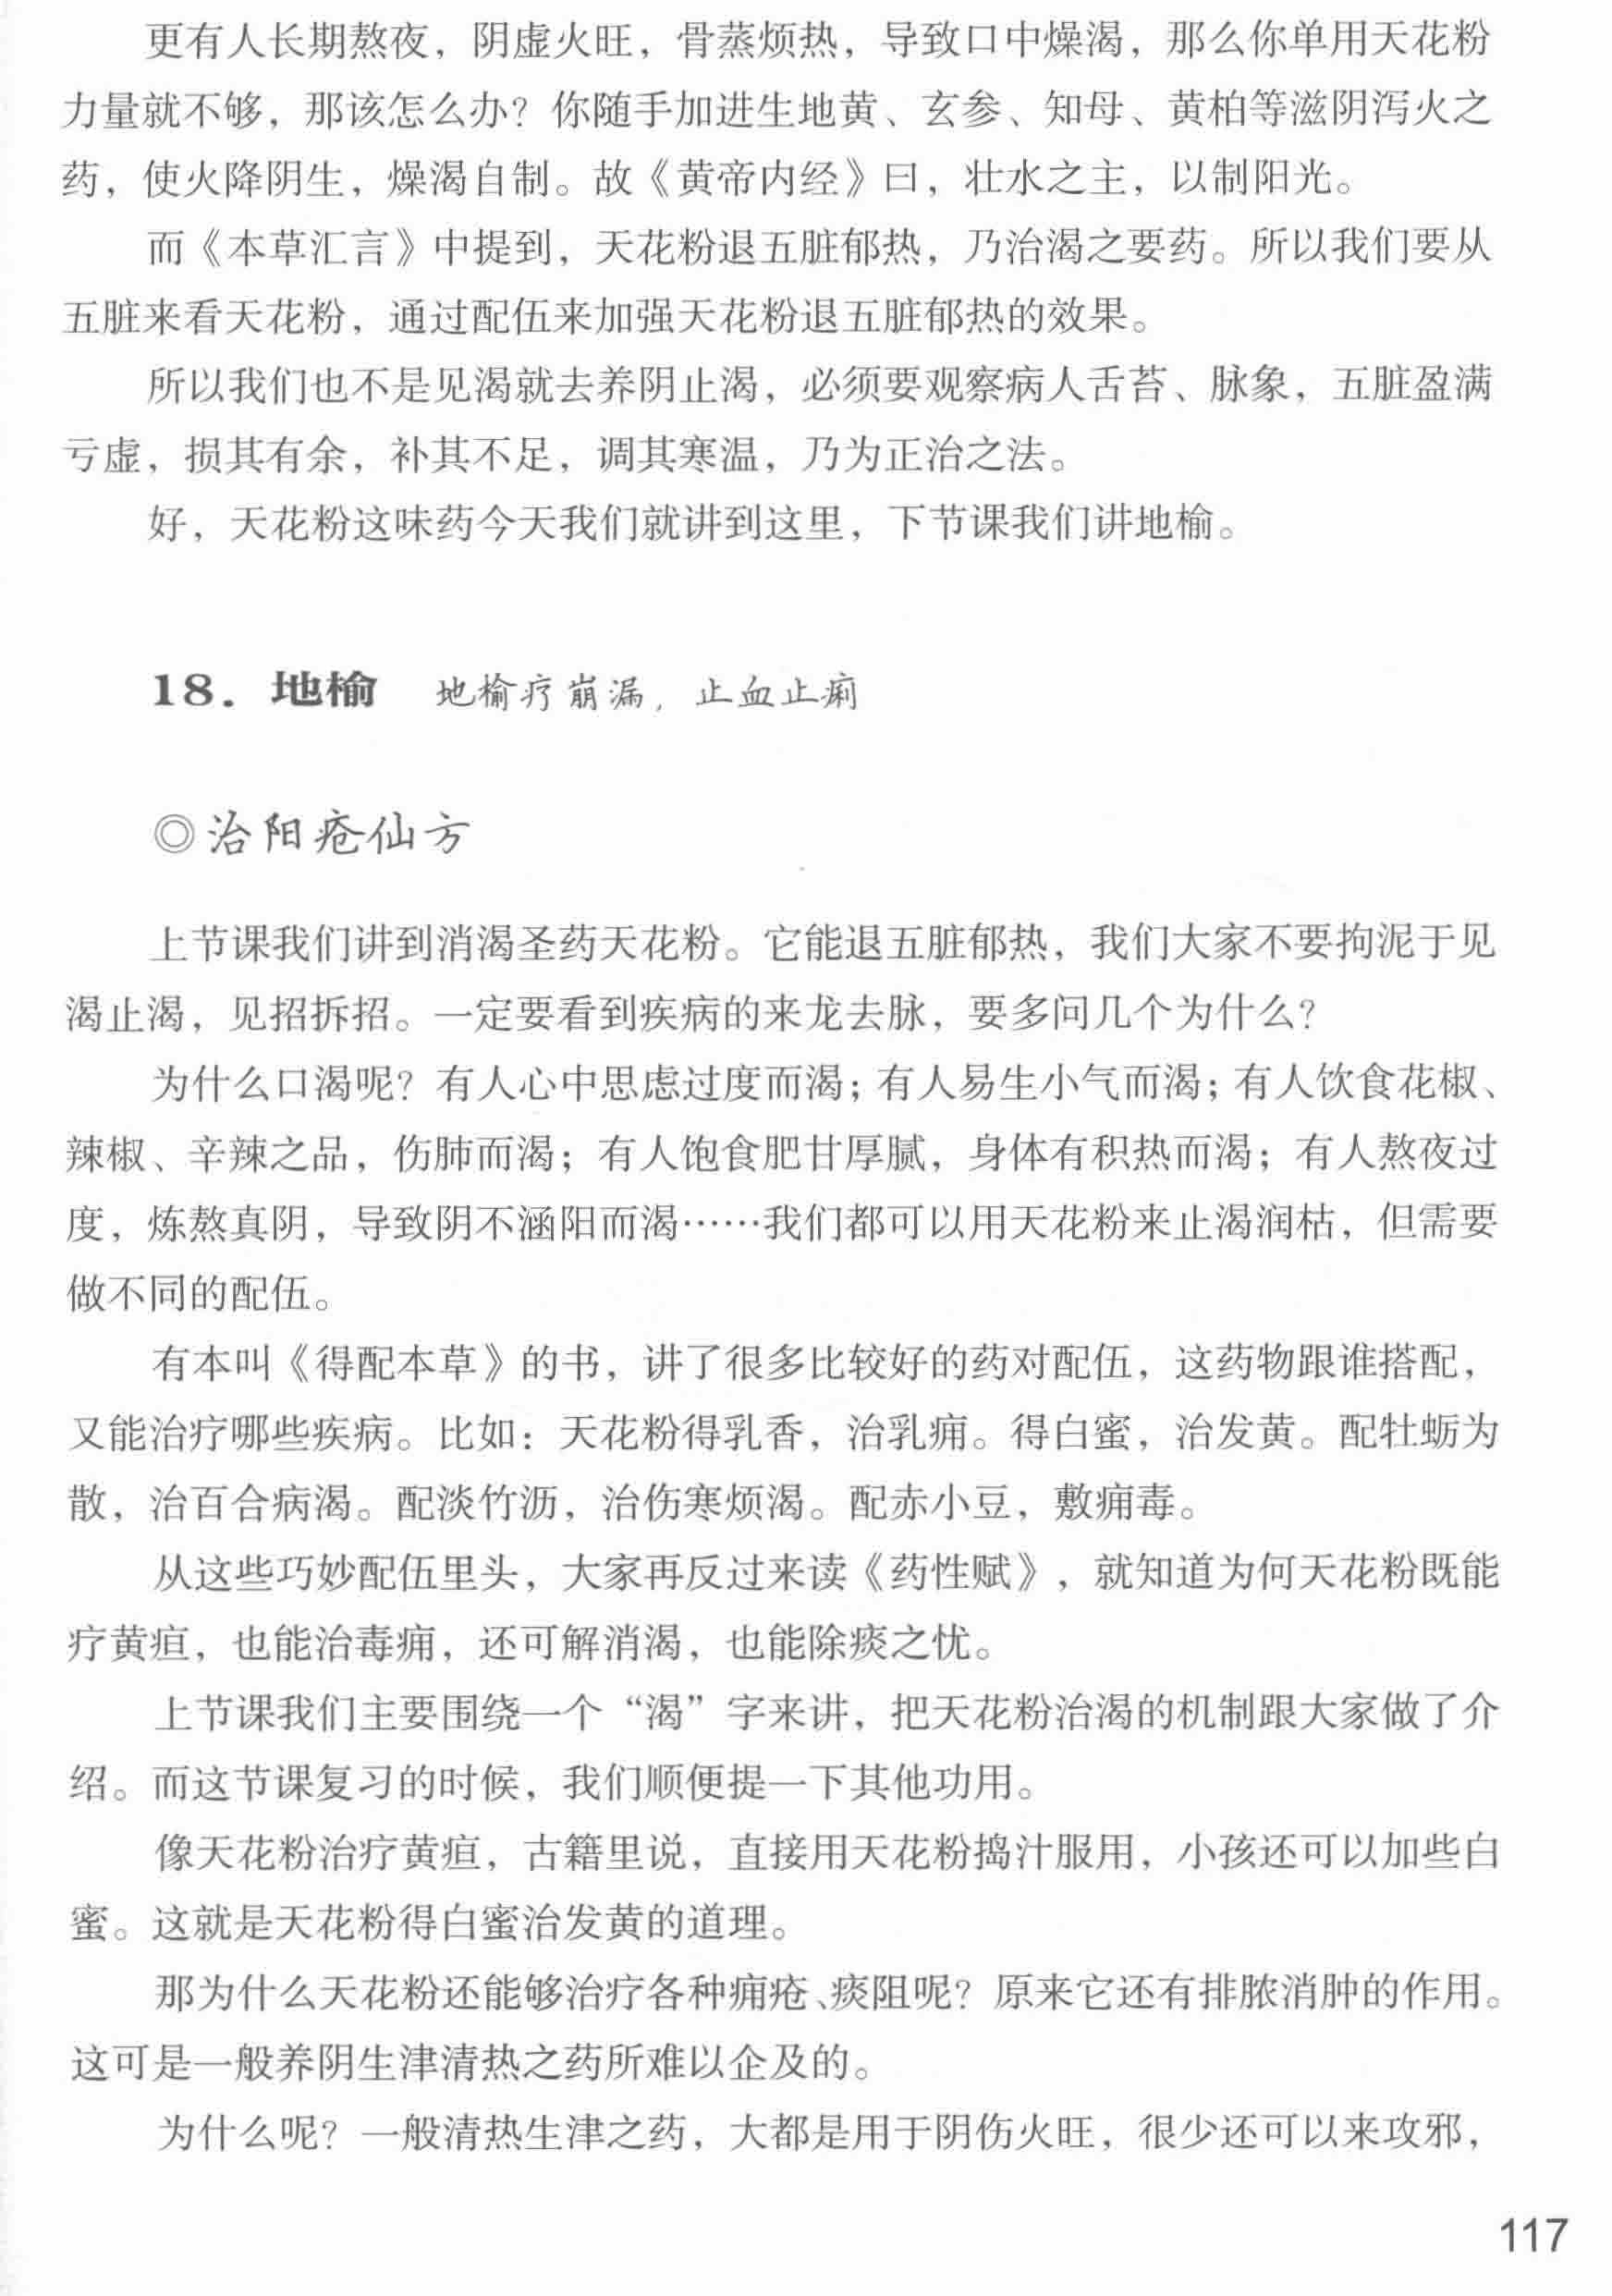 更有人长期熬夜，阴虚火旺，骨蒸烦热，导致口中燥渴，那么你单用天花粉
力量就不够，那该怎么办？你随手加进生地黄、玄参、知母、黄柏等滋阴泻火之
药，使火降阴生，燥渴自制。故《黄帝内经》曰，壮水之主，以制阳光。
而《本草汇言》中提到，天花粉退五脏郁热，乃治渴之要药。所以我们要从
五脏来看天花粉，通过配伍来加强天花粉退五脏郁热的效果。
所以我们也不是见渴就去养阴止渴，必须要观察病人舌苔、脉象，五脏盈满
亏虚，损其有余，补其不足，调其寒温，乃为正治之法。
好，天花粉这味药今天我们就讲到这里，下节课我们讲地榆。
18. 地榆 地榆疗崩漏，止血止痢
◎治阳疮仙方
上节课我们讲到消渴圣药天花粉。它能退五脏郁热，我们大家不要拘泥于见
渴止渴，见招拆招。一定要看到疾病的来龙去脉，要多问几个为什么？
为什么口渴呢？有人心中思虑过度而渴；有人易生小气而渴；有人饮食花椒、
辣椒、辛辣之品，伤肺而渴；有人饱食肥甘厚腻，身体有积热而渴；有人熬夜过
度，炼熬真阴，导致阴不涵阳而渴……我们都可以用天花粉来止渴润枯，但需要
做不同的配伍。
有本叫《得配本草》的书，讲了很多比较好的药对配伍，这药物跟谁搭配，
又能治疗哪些疾病。比如：天花粉得乳香，治乳痈。得白蜜，治发黄。配牡蛎为
散，治百合病渴。配淡竹沥，治伤寒烦渴。配赤小豆，敷痈毒。
从这些巧妙配伍里头，大家再反过来读《药性赋》，就知道为何天花粉既能
疗黄疸，也能治毒痈，还可解消渴，也能除痰之忧。
上节课我们主要围绕一个“渴”字来讲，把天花粉治渴的机制跟大家做了介
绍。而这节课复习的时候，我们顺便提一下其他功用。
像天花粉治疗黄疸，古籍里说，直接用天花粉捣汁服用，小孩还可以加些白
蜜。这就是天花粉得白蜜治发黄的道理。
那为什么天花粉还能够治疗各种痈疮、痰阻呢？原来它还有排脓消肿的作用。
这可是一般养阴生津清热之药所难以企及的。
为什么呢？一般清热生津之药，大都是用于阴伤火旺，很少还可以来攻邪，
117